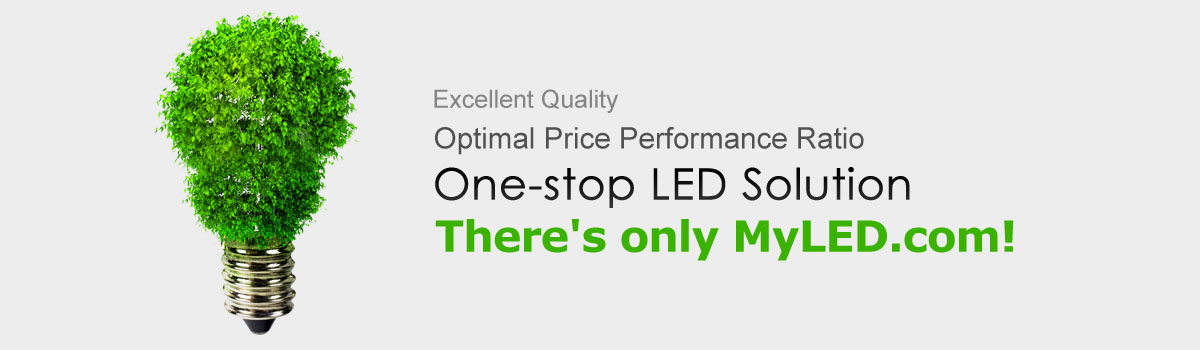 Excellent Quality
Optimal Price Performance Ratio
One-stop LED Solution
There's only MyLED.com!